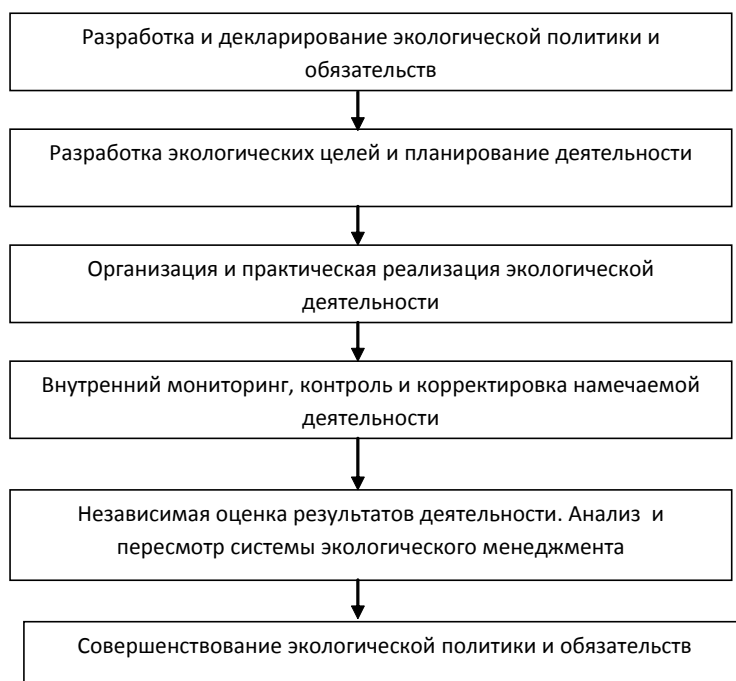 Разработка и декларирование экологической политики и
обязательств
Разработка экологических целей и планирование деятельности
Организация и практическая реализация экологической
деятельности
Внутренний мониторинг, контроль и корректировка намечаемой
деятельности
Независимая оценка результатов деятельности. Анализ и
пересмотр системы экологического менеджмента
Совершенствование экологической политики и обязательств